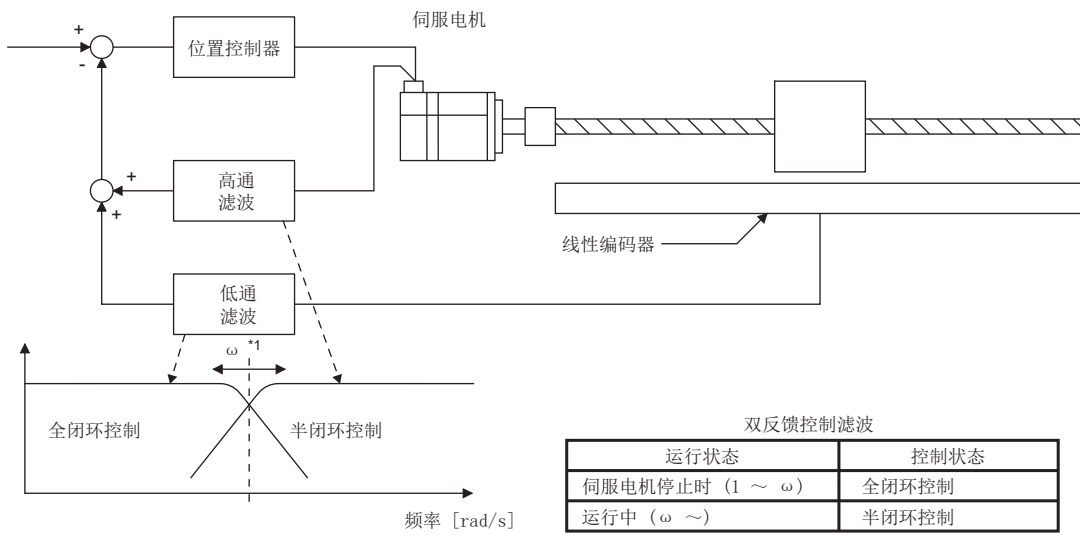 伺服电机
+
位置控制器
-
高通
滤波
+
+
线性编码器
低通
滤波
ω *1
全闭环控制
半闭环控制
频率 [rad/s]
双反馈控制滤波
运行状态 控制状态
伺服电机停止时 (1 ～ ω) 全闭环控制
运行中 (ω ～) 半闭环控制